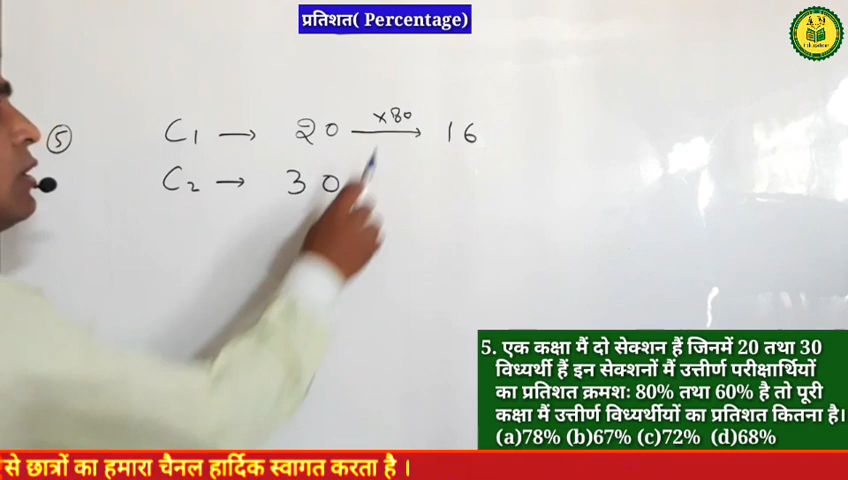 प्रतिशत( Percentage)
5 C1 → 20 ×80 → 16
C2 → 30
5. एक कक्षा मैं दो सेक्शन हैं जिनमें 20 तथा 30
विध्यर्थी हैं इन सेक्शनों मैं उत्तीर्ण परीक्षार्थियों
का प्रतिशत क्रमशः 80% तथा 60% है तो पूरी
कक्षा मैं उत्तीर्ण विध्यर्थीयों का प्रतिशत कितना है।
(a)78% (b)67% (c)72% (d)68%
से छात्रों का हमारा चैनल हार्दिक स्वागत करता है ।